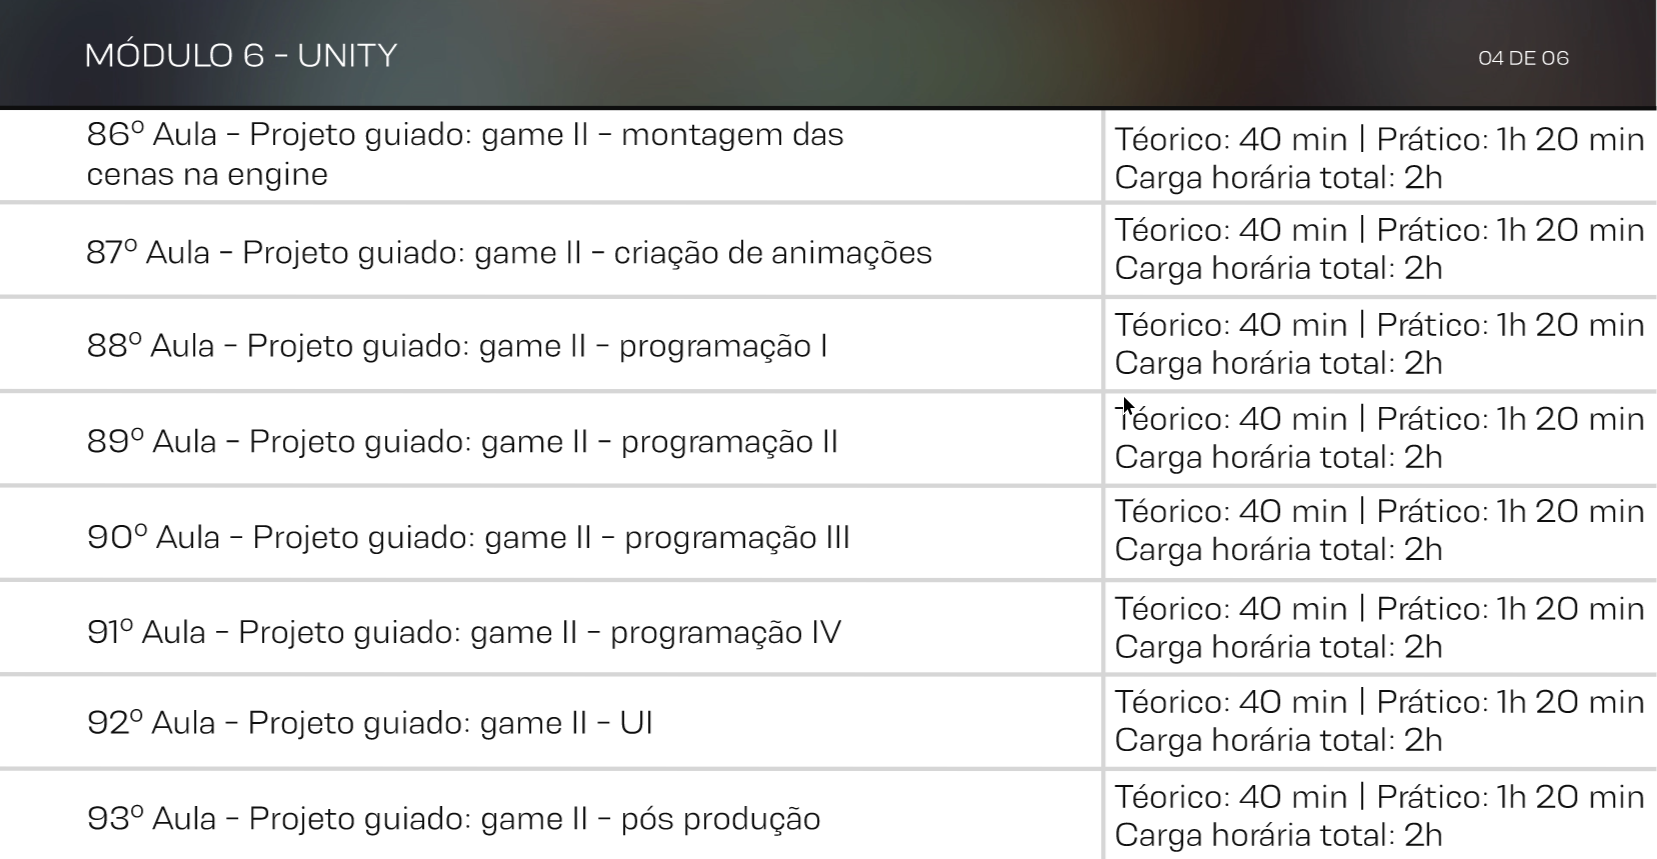 MÓDULO 6 - UNITY
04 DE 06
86º Aula - Projeto guiado: game II - montagem das
cenas na engine
Téorico: 40 min | Prático: 1h 20 min
Carga horária total: 2h
87º Aula - Projeto guiado: game II - criação de animações
Téorico: 40 min | Prático: 1h 20 min
Carga horária total: 2h
88º Aula - Projeto guiado: game II - programação I
Téorico: 40 min | Prático: 1h 20 min
Carga horária total: 2h
89º Aula - Projeto guiado: game II - programação II
Téorico: 40 min | Prático: 1h 20 min
Carga horária total: 2h
90º Aula - Projeto guiado: game II - programação III
Téorico: 40 min | Prático: 1h 20 min
Carga horária total: 2h
91º Aula - Projeto guiado: game II - programação IV
Téorico: 40 min | Prático: 1h 20 min
Carga horária total: 2h
92º Aula - Projeto guiado: game II - UI
Téorico: 40 min | Prático: 1h 20 min
Carga horária total: 2h
93º Aula - Projeto guiado: game II - pós produção
Téorico: 40 min | Prático: 1h 20 min
Carga horária total: 2h